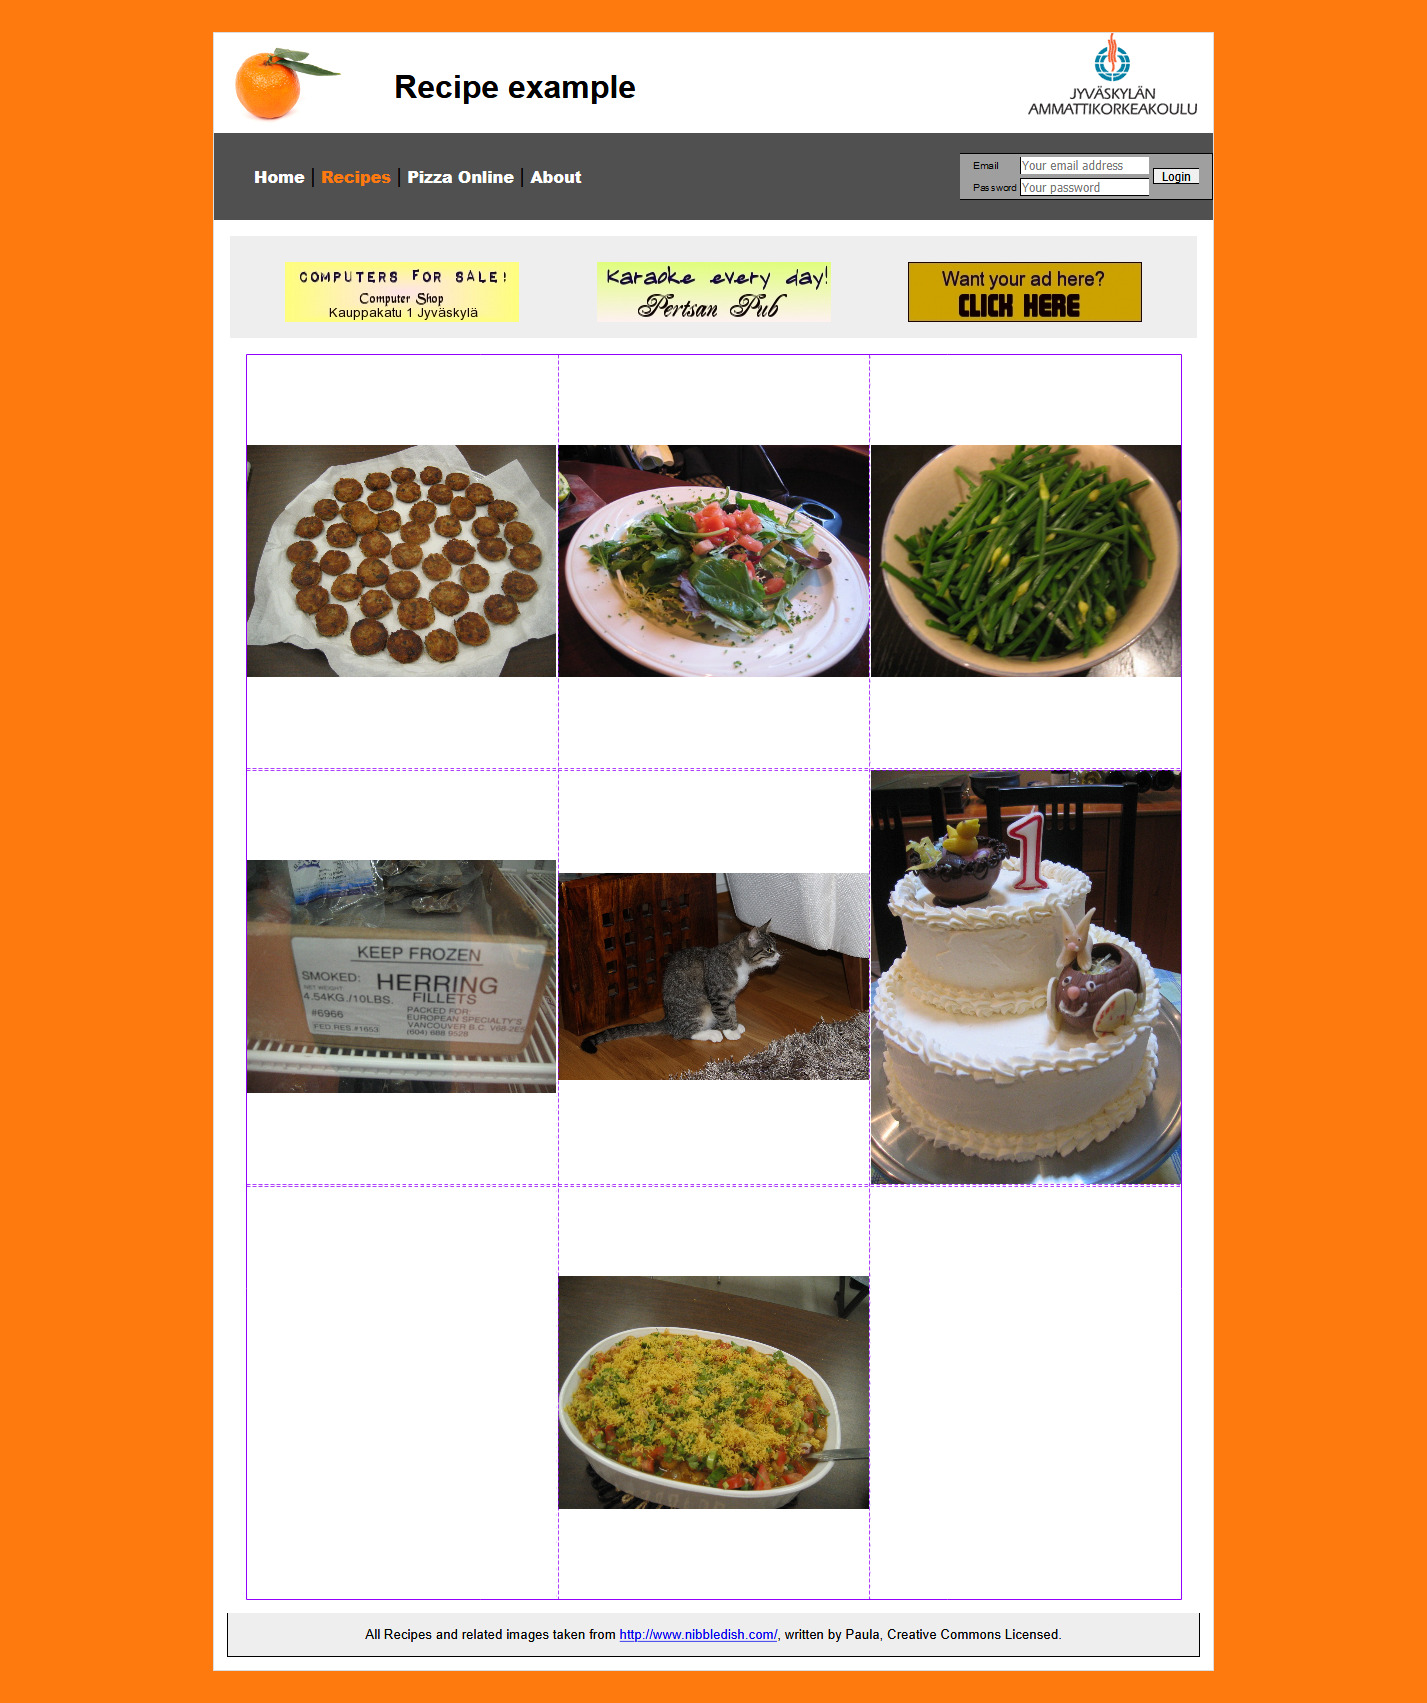 Recipe example
JYVÄSKYLÄN
AMMATTIKORKEAKOULU
Home | Recipes | Pizza Online | About
Email Your email address
Password Your password
Login
COMPUTERS FOR SALE!
Computer Shop
Kauppakatu 1 Jyväskylä
Karaoke every day!
Pertsan Pub
Want your ad here?
CLICK HERE
KEEP FROZEN
SMOKED: HERRING
NET WEIGHT:
4.54KG./10LBS. FILLETS
#6966
PACKED FOR:
EUROPEAN SPECIALTY'S
VANCOUVER B.C. V6B-2E5
FED.RES.#1653
(604) 688 9528
1
All Recipes and related images taken from http://www.nibbledish.com/, written by Paula, Creative Commons Licensed.